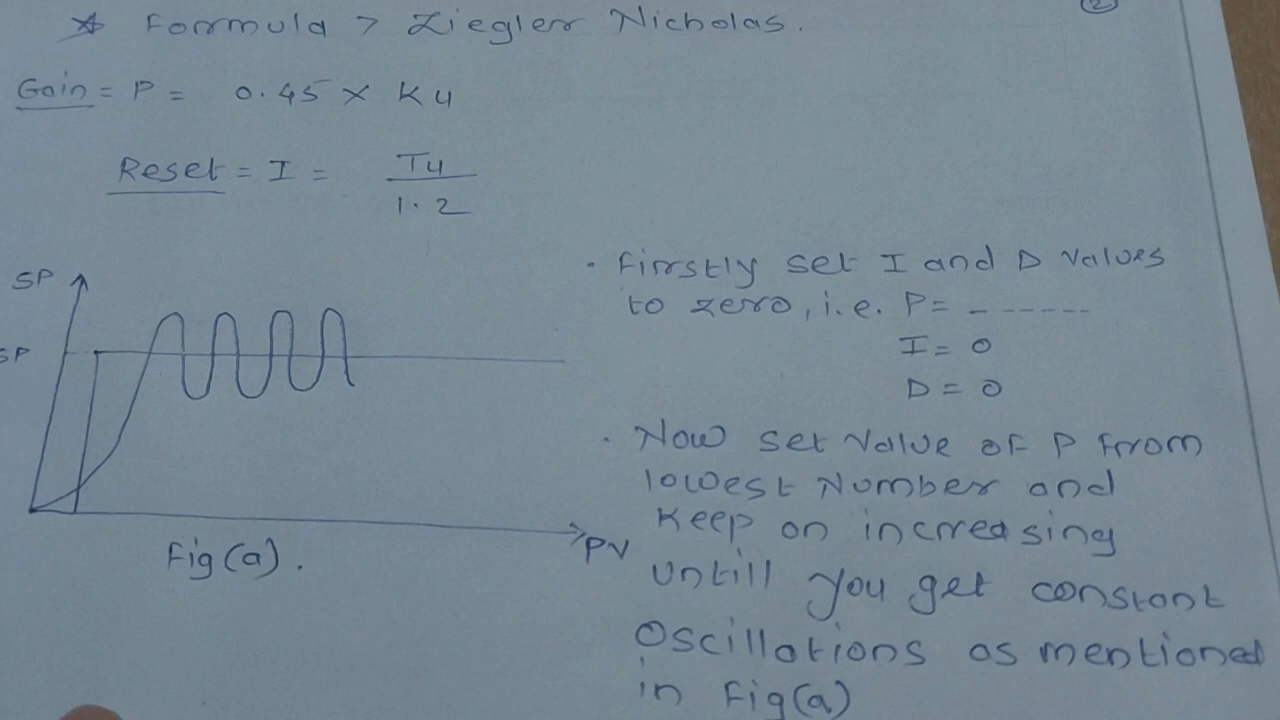 * Formula > Ziegler Nicholas.
2
Gain = P = 0.45 × Ku
Reset = I = Tu
1.2
SP
SP
PV
Fig(a).
· Firstly set I and D values
to zero, i.e. P= ------
I= 0
D = 0
· Now set value of P from
lowest Number and
keep on increasing
untill you get constant
oscillations as mentioned
in Fig(a)